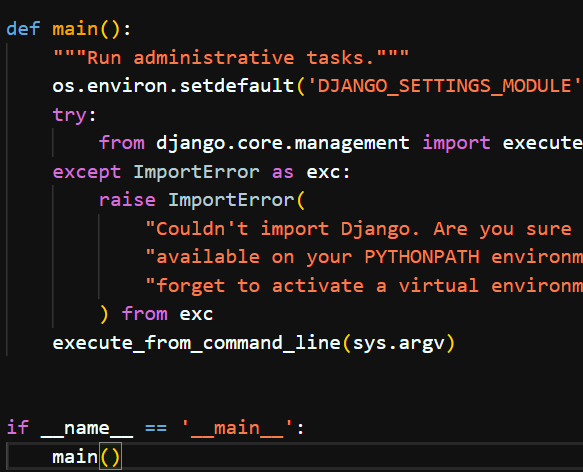 def main():
    """Run administrative tasks."""
    os.environ.setdefault('DJANGO_SETTINGS_MODULE'
    try:
        from django.core.management import execute
    except ImportError as exc:
        raise ImportError(
            "Couldn't import Django. Are you sure
            "available on your PYTHONPATH environm
            "forget to activate a virtual environm
        ) from exc
    execute_from_command_line(sys.argv)
if __name__ == '__main__':
    main()